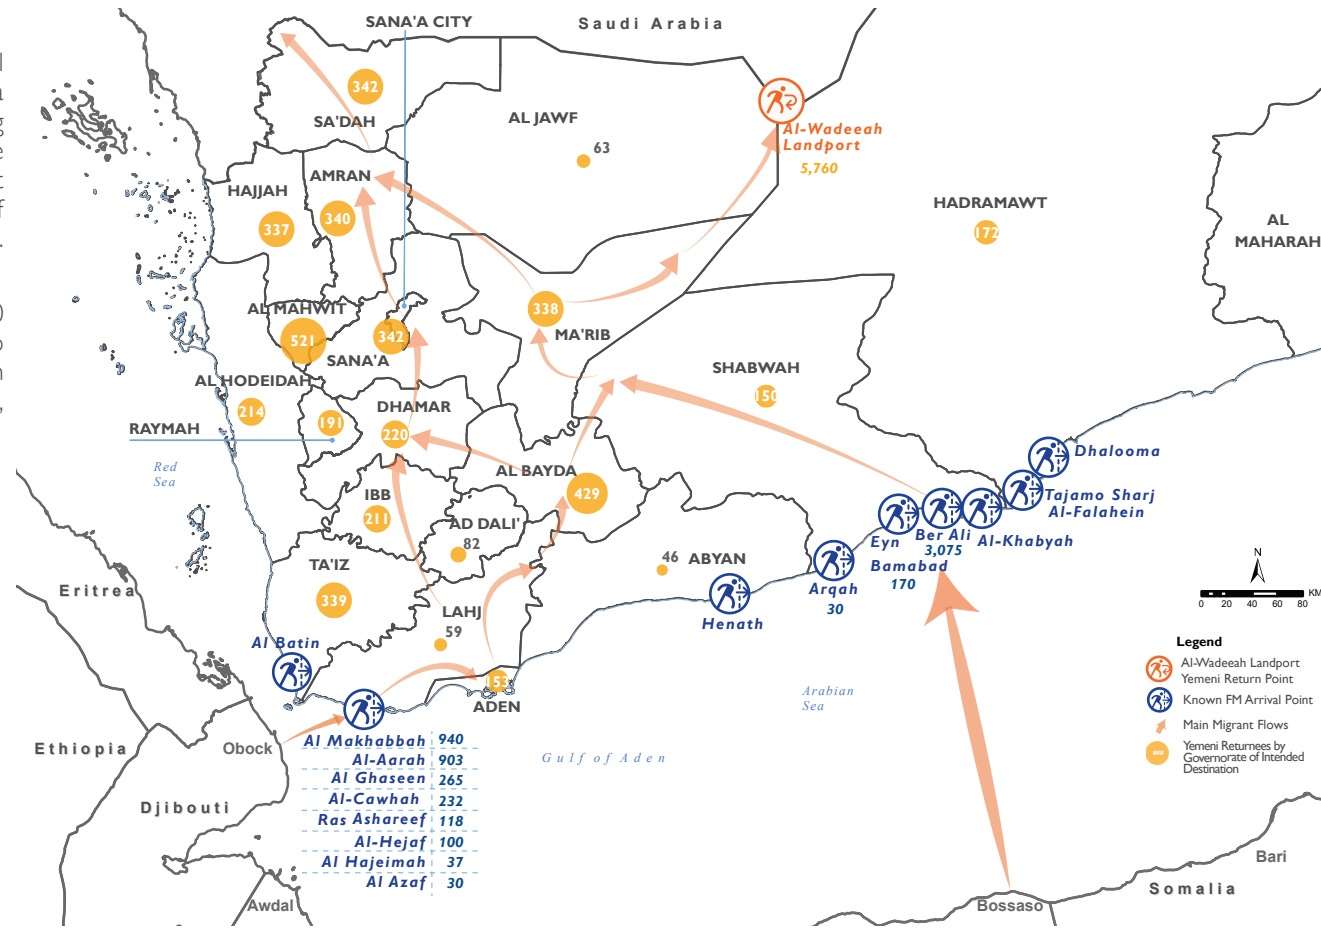 SANA'A CITY
Saudi Arabia
342
SA'DAH
AL JAWF
63
Al-Wadeeah
Landport
5,760
HAJJAH
337
AMRAN
340
HADRAMAWT
172
AL
MAHARAH
AL MAHWIT
521
342
SANA'A
338
MA'RIB
SHABWAH
150
AL HODEIDAH
214
191
RAYMAH
DHAMAR
220
Red
Sea
AL BAYDA
429
IBB
211
AD DALI'
82
Dhalooma
Tajamo Sharj
Al-Falahein
Al-Khabyah
Ber Ali
3,075
Eyn
Bamabad
170
Arqah
30
46
ABYAN
Henath
TA'IZ
339
LAHJ
59
153
ADEN
Al Batin
Eritrea
Ethiopia
Obock
Djibouti
Awdal
Al Makhabbah 940
Al-Aarah 903
Al Ghaseen 265
Al-Cawhah 232
Ras Ashareef 118
Al-Hejaf 100
Al Hajeimah 37
Al Azaf 30
Gulf of Aden
Arabian
Sea
N
KM
0 20 40 60 80
Legend
Al-Wadeeah Landport
Yemeni Return Point
Known FM Arrival Point
Main Migrant Flows
###
Yemeni Returnees by
Governorate of Intended
Destination
Bari
Somalia
Bossaso